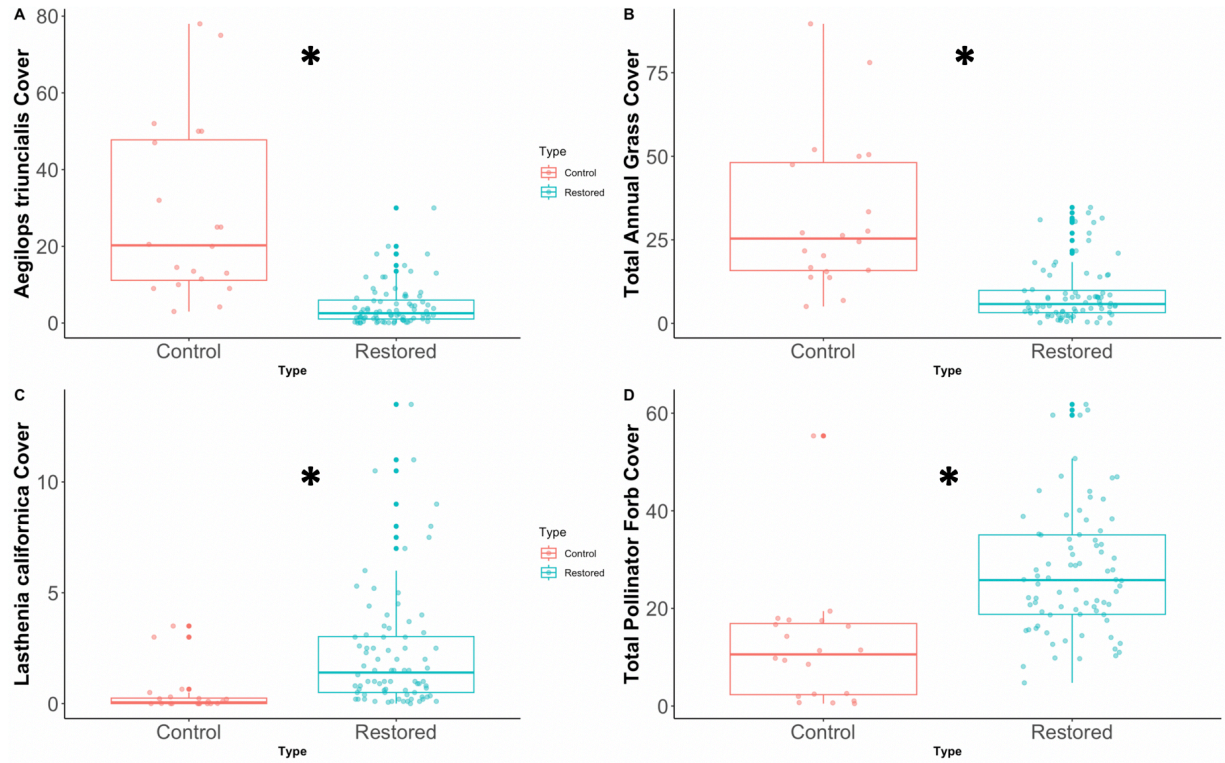 A
B
Aegilops triuncialis Cover
80
60
40
20
0
*
Control
Restored
Type
Type
Control
Restored
Total Annual Grass Cover
75
50
25
0
*
Control
Restored
Type
C
D
Lasthenia californica Cover
10
5
0
*
Control
Restored
Type
Type
Control
Restored
Total Pollinator Forb Cover
60
40
20
0
*
Control
Restored
Type